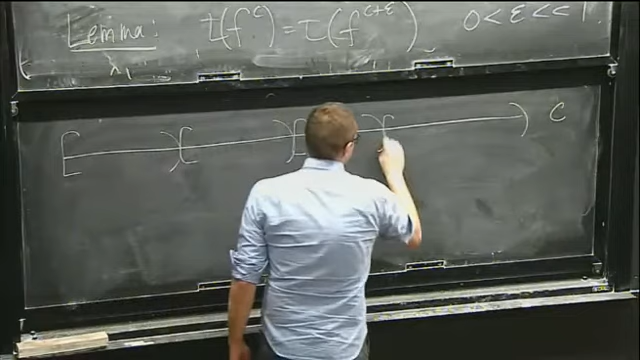 Lemma: τ(f^c) = τ(f^{c+ε}) 0<ε<<1
[ )[ )[ )[ ) c